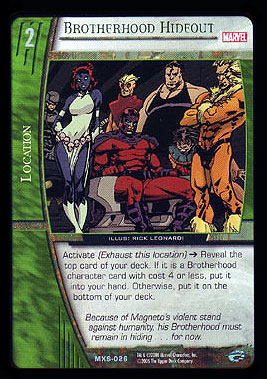 BROTHERHOOD HIDEOUT
MARVEL
2
LOCATION
ILLUS: RICK LEONARDI
Activate (Exhaust this location) ➔ Reveal the
top card of your deck. If it is a Brotherhood
character card with cost 4 or less, put it
into your hand. Otherwise, put it on the
bottom of your deck.
Because of Magneto's violent stand
against humanity, his Brotherhood must
remain in hiding . . . for now.
MXS-026